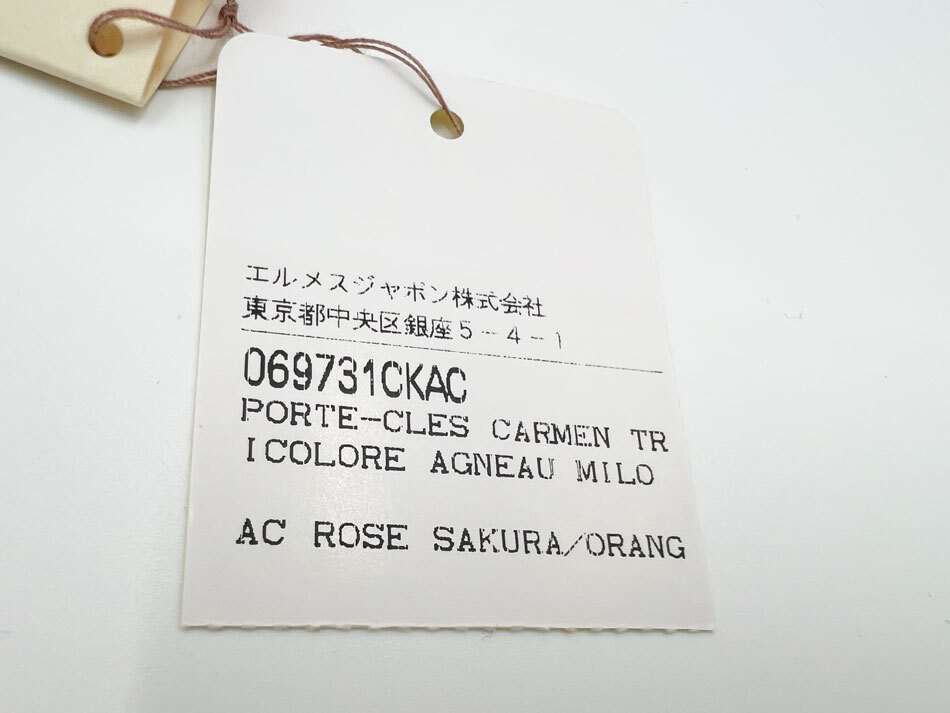 エルメスジャポン株式会社
東京都中央区銀座5-4-1
069731CKAC
PORTE-CLES CARMEN TR
ICOLORE AGNEAU MILO
AC ROSE SAKURA/ORANG